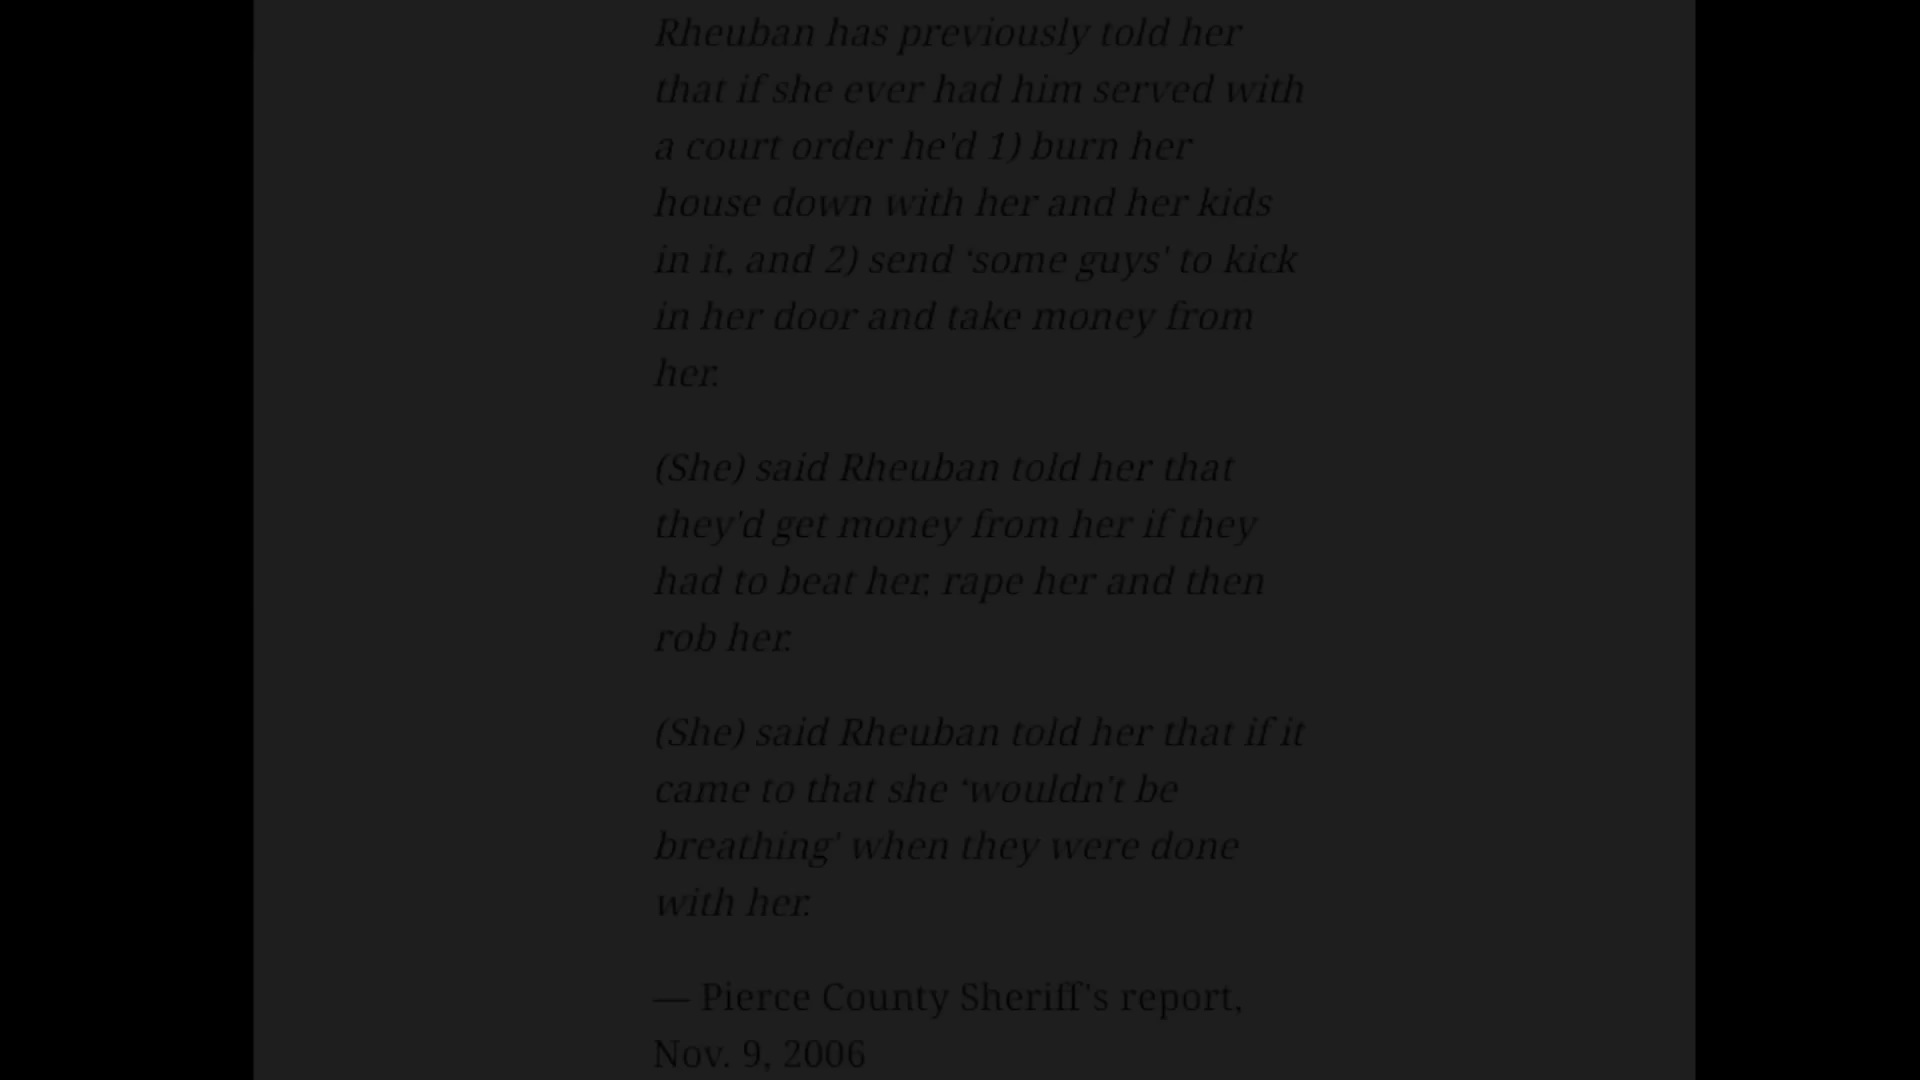 Rheuban has previously told her
that if she ever had him served with
a court order he'd 1) burn her
house down with her and her kids
in it, and 2) send ‘some guys' to kick
in her door and take money from
her.
(She) said Rheuban told her that
they'd get money from her if they
had to beat her, rape her and then
rob her.
(She) said Rheuban told her that if it
came to that she ‘wouldn't be
breathing' when they were done
with her.
— Pierce County Sheriff’s report,
Nov. 9, 2006